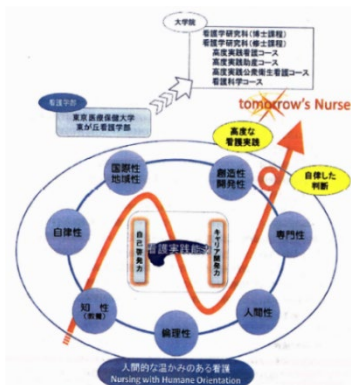 大学院
看護学研究科(博士課程)
看護学研究科(修士課程)
高度実践看護コース
高度実践助産コース
高度実践公衆衛生看護コース
看護科学コース
看護学部
東京医療保健大学
東が丘看護学部
tomorrow's Nurse
高度な
看護実践
自律した
判断
国際性
地域性
創造性
開発性
自律性
専門性
自己啓発力
看護実践能力
キャリア開発力
知 性
(教養)
人間性
倫理性
人間的な温かみのある看護
Nursing with Humane Orientation